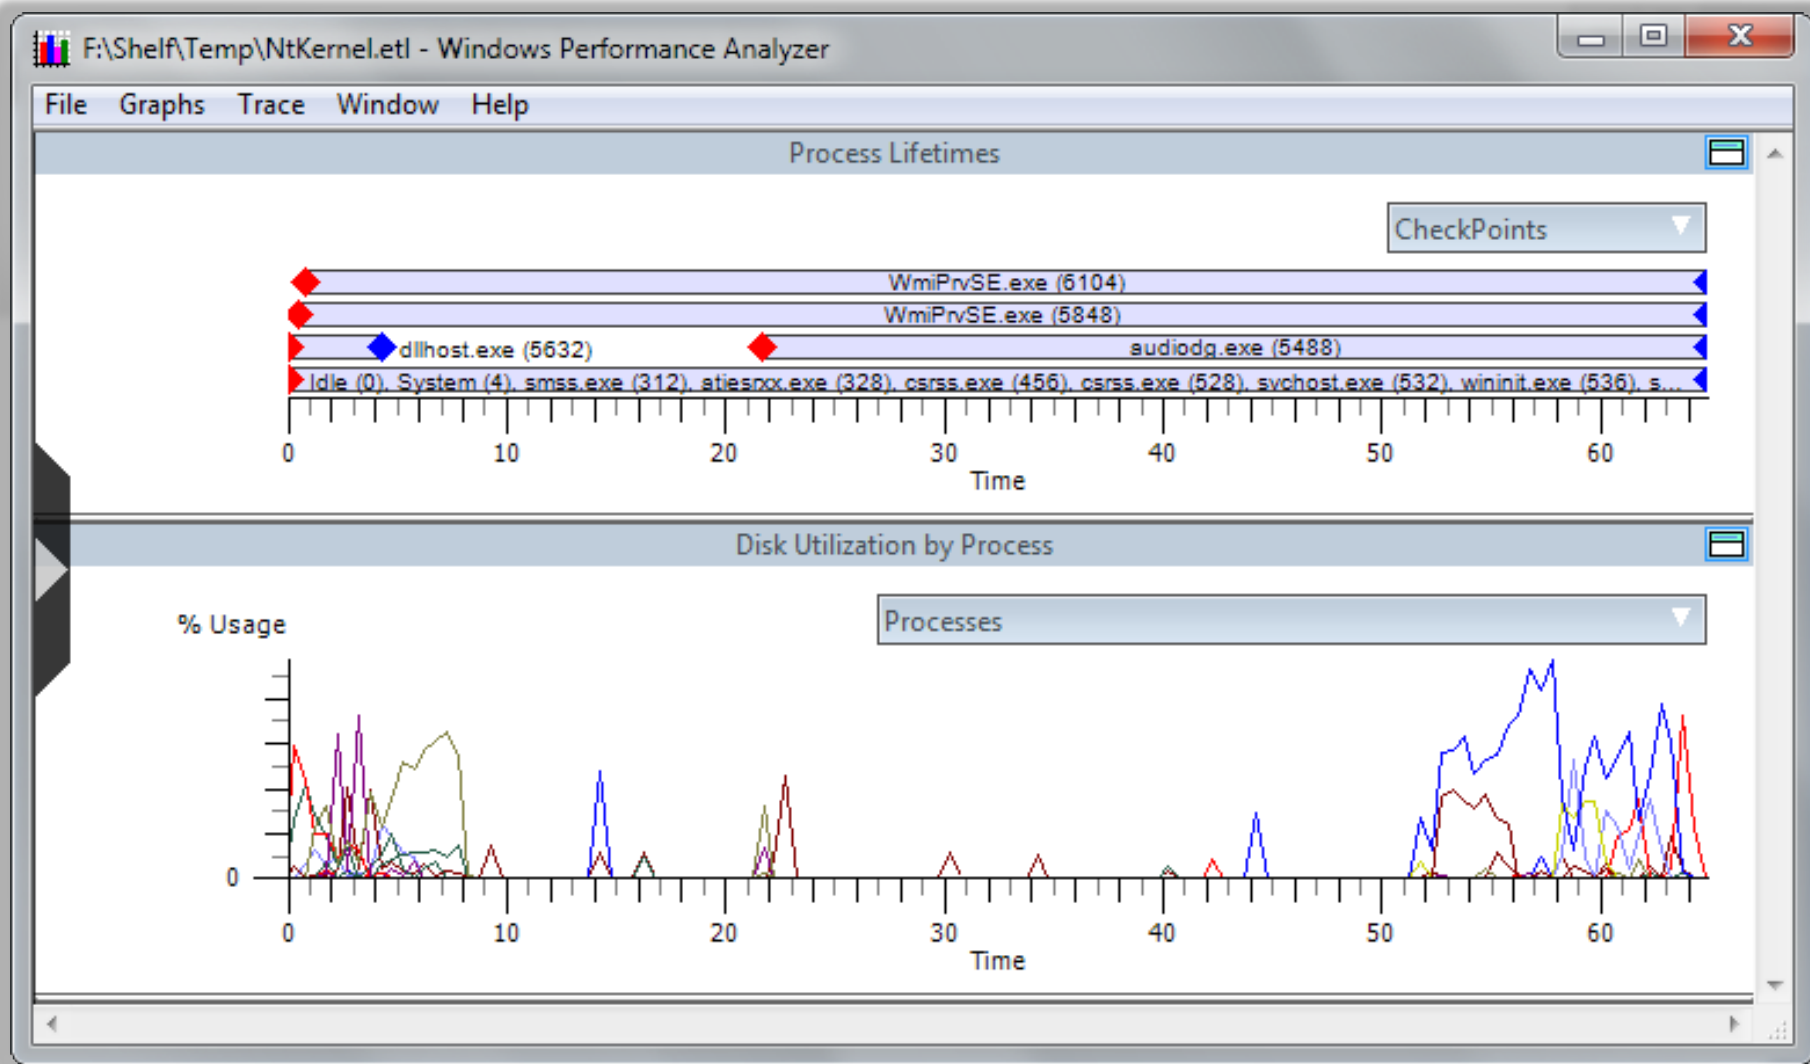 F:\Shelf\Temp\NtKernel.etl - Windows Performance Analyzer
File Graphs Trace Window Help
Process Lifetimes
CheckPoints
WmiPrvSE.exe (6104)
WmiPrvSE.exe (5848)
dllhost.exe (5632) audiodg.exe (5488)
Idle (0), System (4), smss.exe (312), atiesrxx.exe (328), csrss.exe (456), csrss.exe (528), svchost.exe (532), wininit.exe (536), s...
0 10 20 30 40 50 60
Time
Disk Utilization by Process
Processes
% Usage
0
0 10 20 30 40 50 60
Time